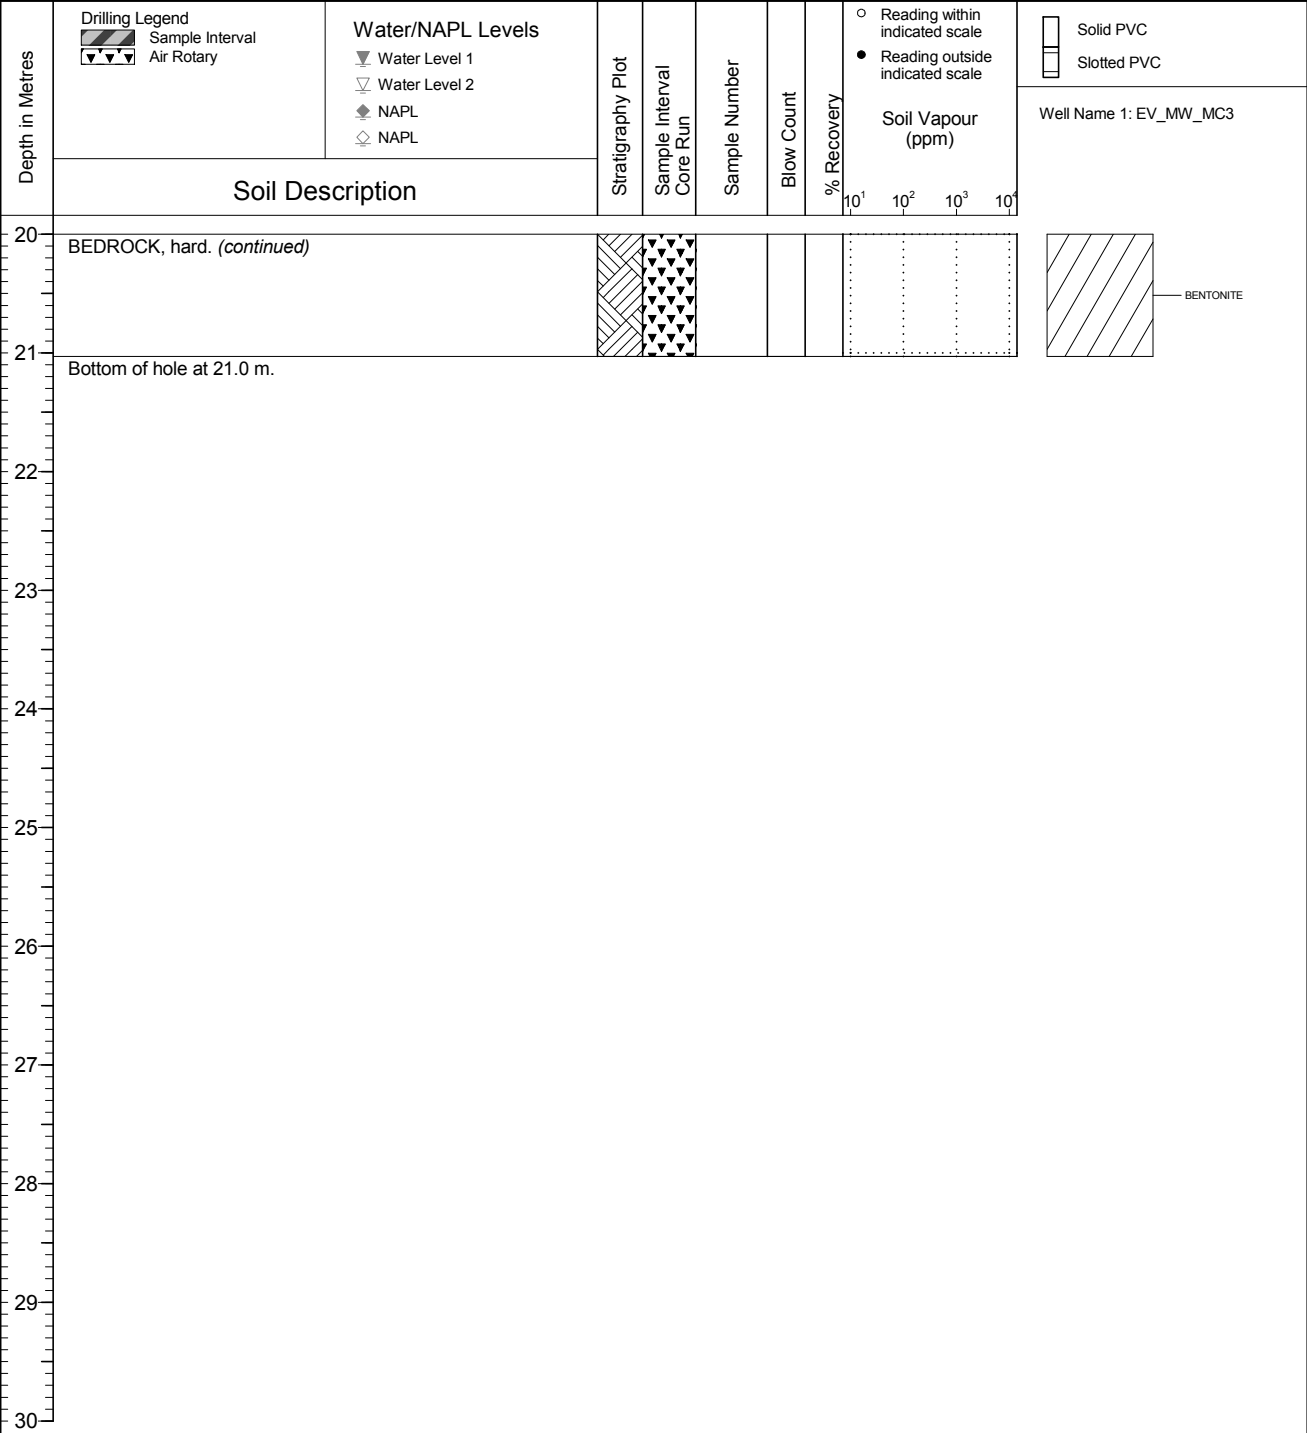 Depth in Metres
Drilling Legend
Sample Interval
Air Rotary
Water/NAPL Levels
Water Level 1
Water Level 2
NAPL
NAPL
Soil Description
Stratigraphy Plot
Sample Interval
Core Run
Sample Number
Blow Count
% Recovery
Reading within
indicated scale
Reading outside
indicated scale
Soil Vapour
(ppm)
10¹ 10² 10³ 10⁴
Solid PVC
Slotted PVC
Well Name 1: EV_MW_MC3
20
BEDROCK, hard. (continued)
BENTONITE
21
Bottom of hole at 21.0 m.
22
23
24
25
26
27
28
29
30